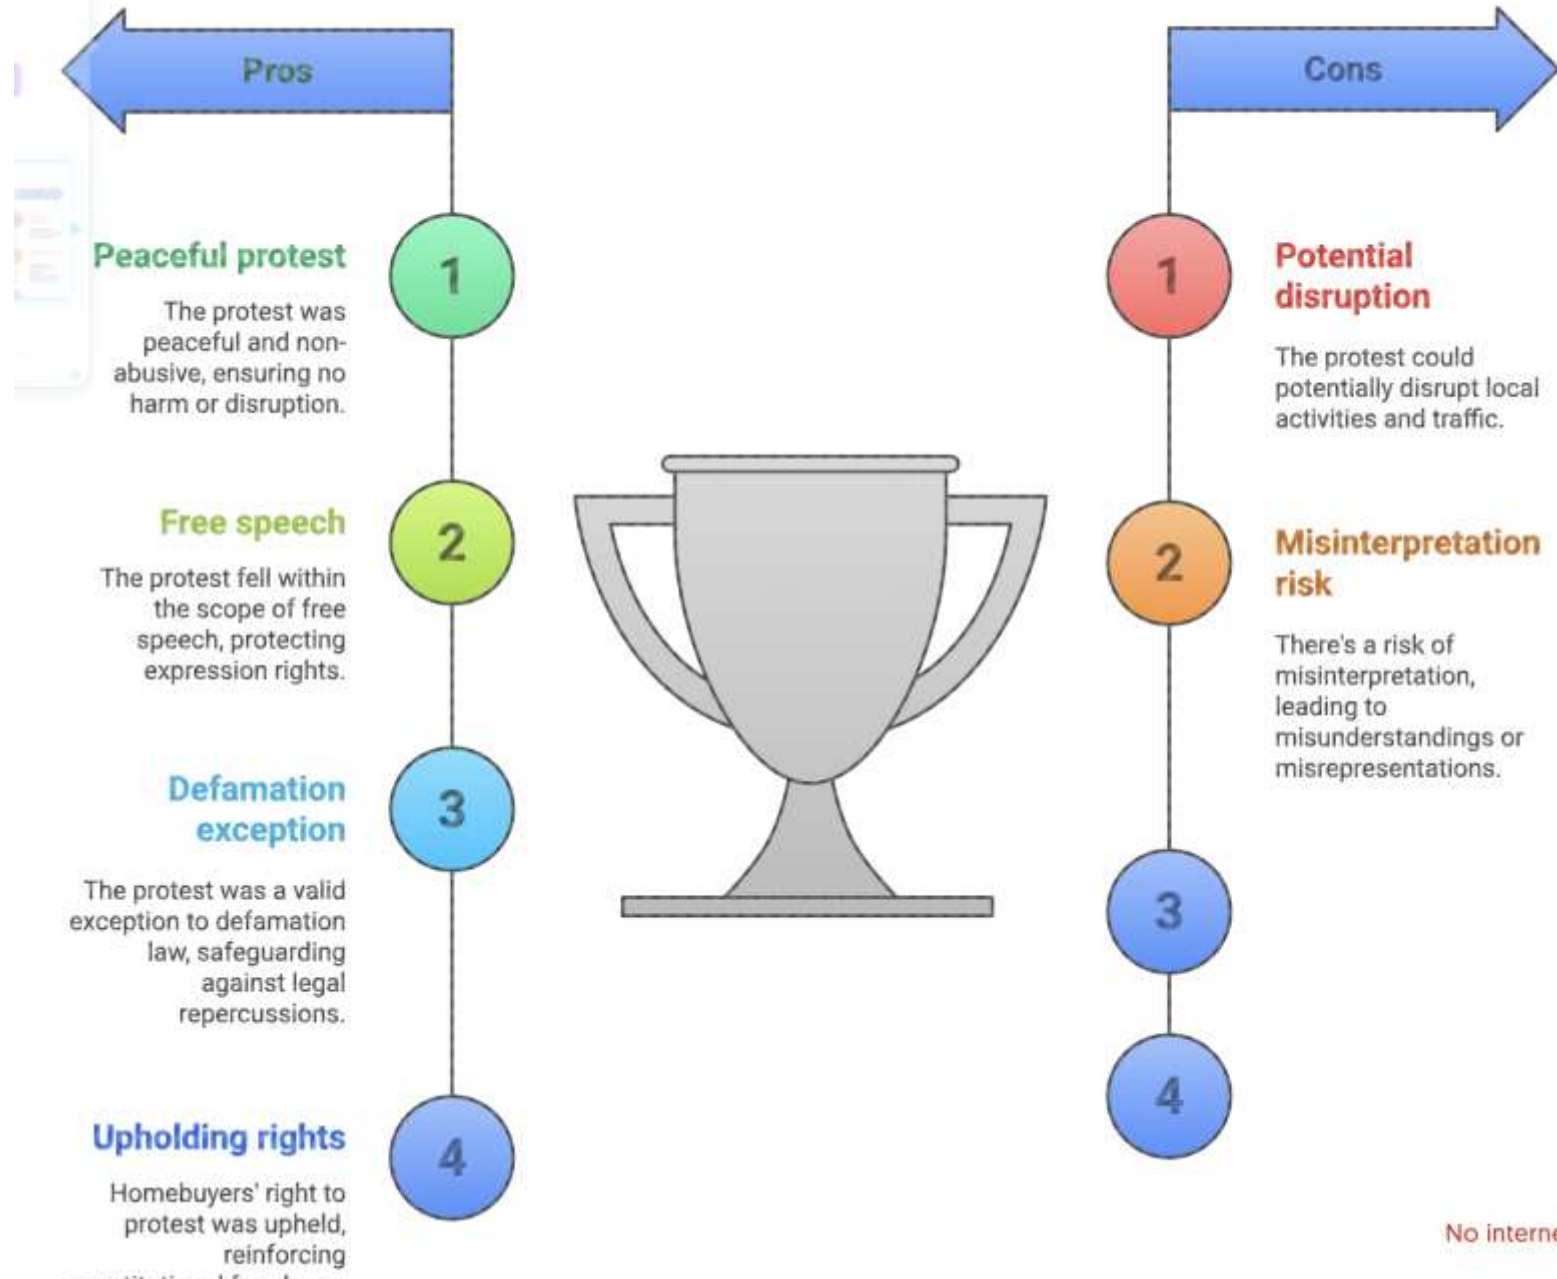 Pros
Cons
1
Peaceful protest
The protest was
peaceful and non-
abusive, ensuring no
harm or disruption.
2
Free speech
The protest fell within
the scope of free
speech, protecting
expression rights.
3
Defamation
exception
The protest was a valid
exception to defamation
law, safeguarding
against legal
repercussions.
4
Upholding rights
Homebuyers' right to
protest was upheld,
reinforcing
1
Potential
disruption
The protest could
potentially disrupt local
activities and traffic.
2
Misinterpretation
risk
There's a risk of
misinterpretation,
leading to
misunderstandings or
misrepresentations.
3
4
No interne